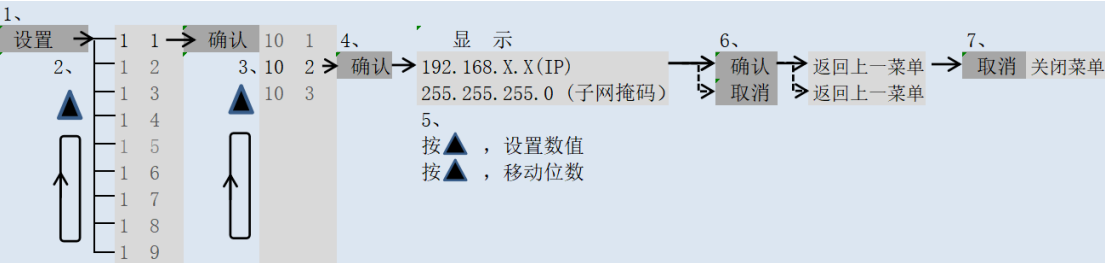 1、
设置 1 1 确认 10 1 4、 显 示 6、 7、
2、 1 2 3、 10 2 确认 192.168.X.X(IP) 确认 返回上一菜单 取消 关闭菜单
1 3 10 3 255.255.255.0 (子网掩码) 取消 返回上一菜单
1 4 5、
1 5 按▲ ，设置数值
1 6 按▲ ，移动位数
1 7
1 8
1 9